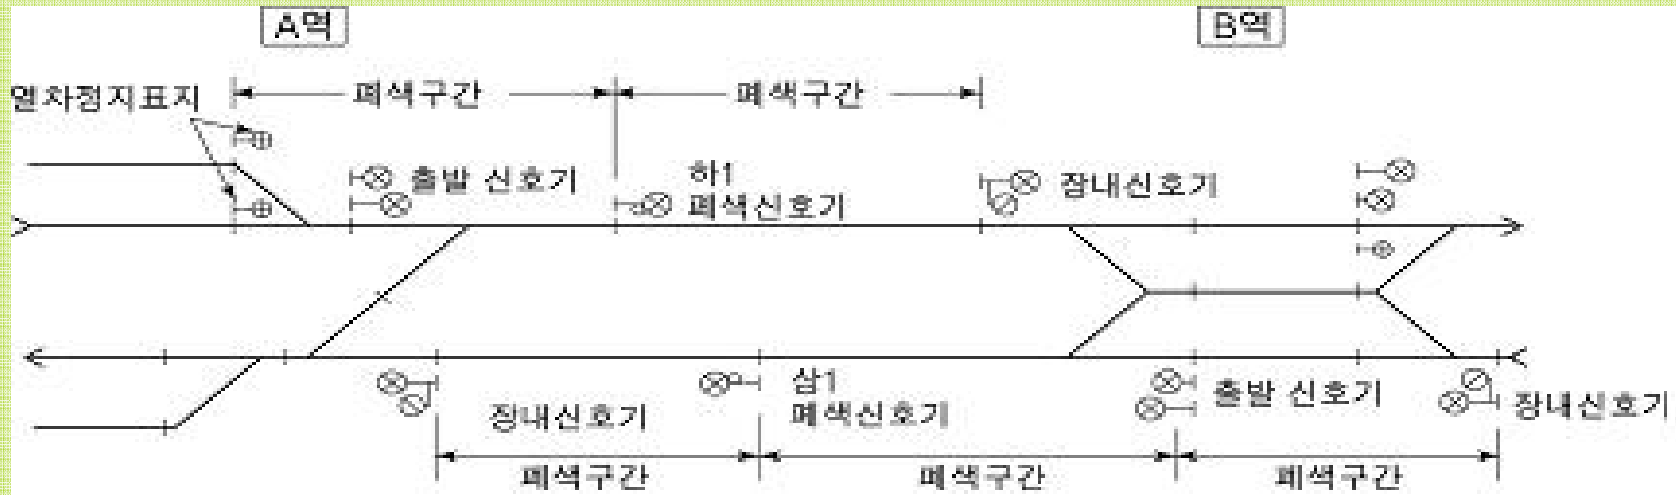 A역
B역
열차정지표지
폐색구간
폐색구간
출발 신호기
하1
폐색신호기
장내신호기
장내신호기
상1
폐색신호기
출발 신호기
장내신호기
폐색구간
폐색구간
폐색구간